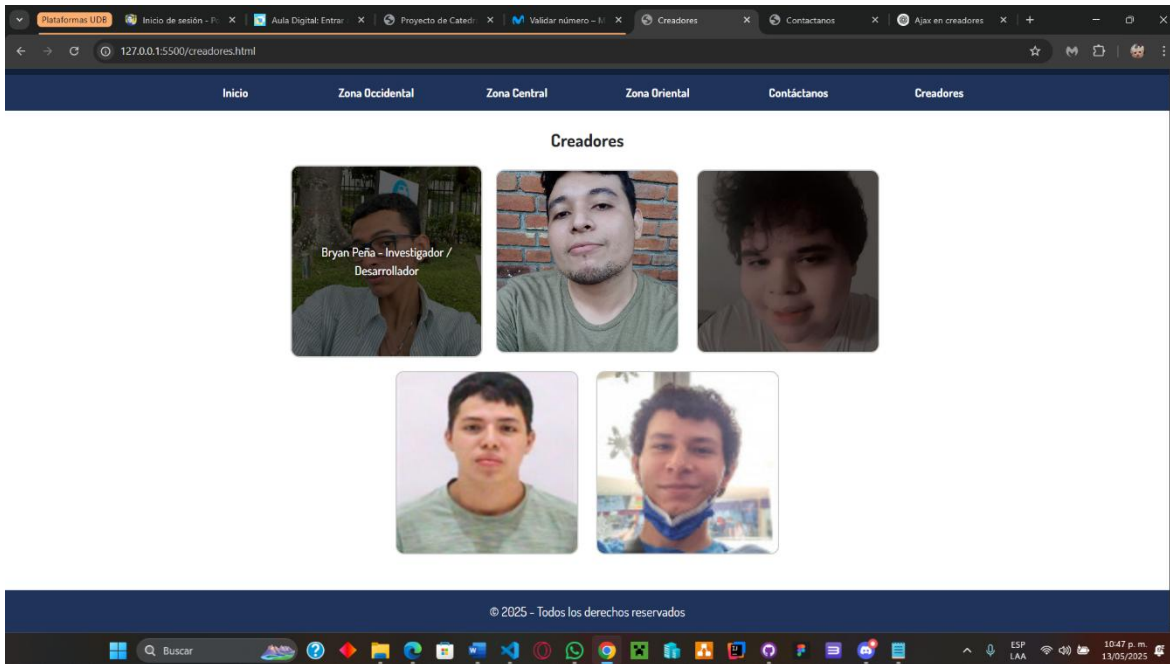 Plataformas UDB
Inicio de sesión - Po
Aula Digital: Entrar
Proyecto de Catedr
Validar número – M
Creadores
Contactanos
Ajax en creadores
127.0.0.1:5500/creadores.html
Inicio
Zona Occidental
Zona Central
Zona Oriental
Contáctanos
Creadores
Creadores
Bryan Peña - Investigador /
Desarrollador
© 2025 - Todos los derechos reservados
Buscar
ESP
LAA
10:47 p. m.
13/05/2025